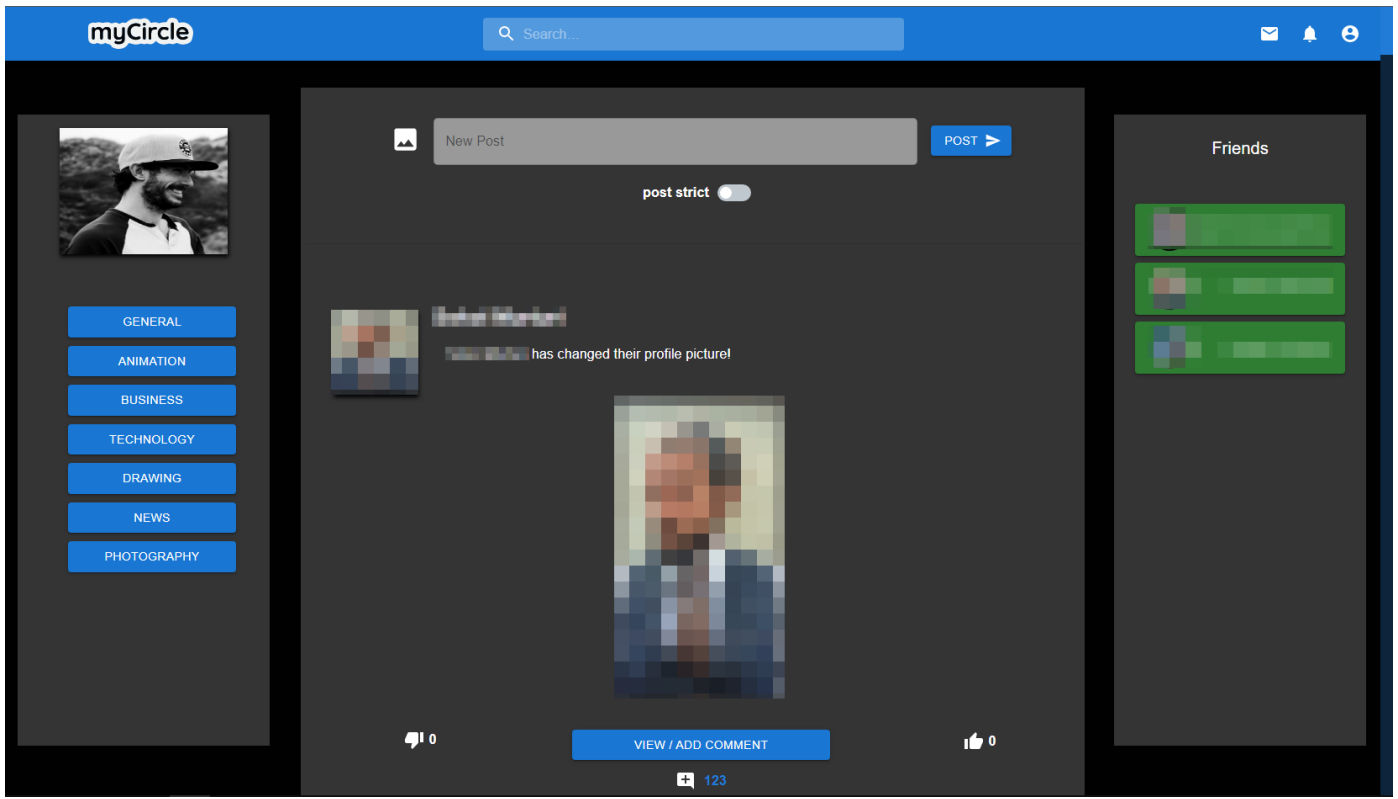 myCircle
Search...
New Post
POST
post strict
Friends
GENERAL
ANIMATION
BUSINESS
TECHNOLOGY
DRAWING
NEWS
PHOTOGRAPHY
has changed their profile picture!
0
VIEW / ADD COMMENT
0
123